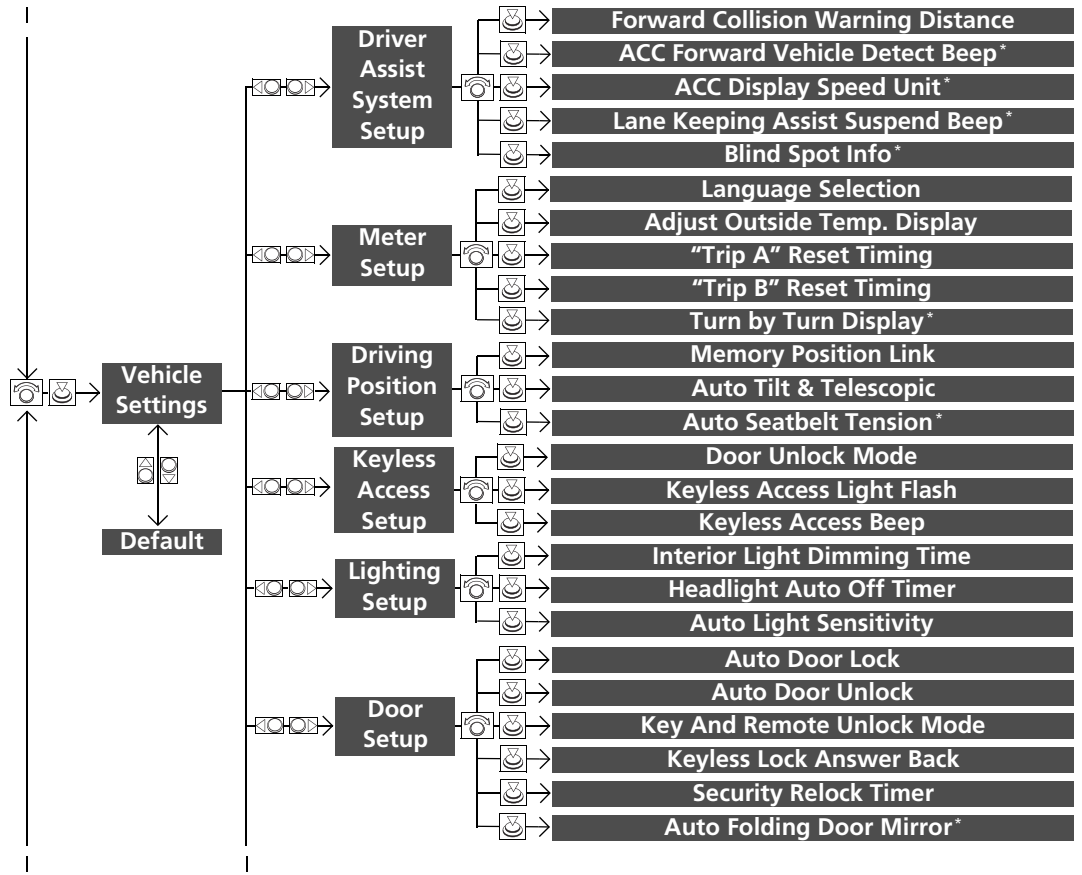 Vehicle
Settings
Default
Driver
Assist
System
Setup
Forward Collision Warning Distance
ACC Forward Vehicle Detect Beep*
ACC Display Speed Unit*
Lane Keeping Assist Suspend Beep*
Blind Spot Info*
Meter
Setup
Language Selection
Adjust Outside Temp. Display
“Trip A” Reset Timing
“Trip B” Reset Timing
Turn by Turn Display*
Driving
Position
Setup
Memory Position Link
Auto Tilt & Telescopic
Auto Seatbelt Tension*
Keyless
Access
Setup
Door Unlock Mode
Keyless Access Light Flash
Keyless Access Beep
Lighting
Setup
Interior Light Dimming Time
Headlight Auto Off Timer
Auto Light Sensitivity
Door
Setup
Auto Door Lock
Auto Door Unlock
Key And Remote Unlock Mode
Keyless Lock Answer Back
Security Relock Timer
Auto Folding Door Mirror*